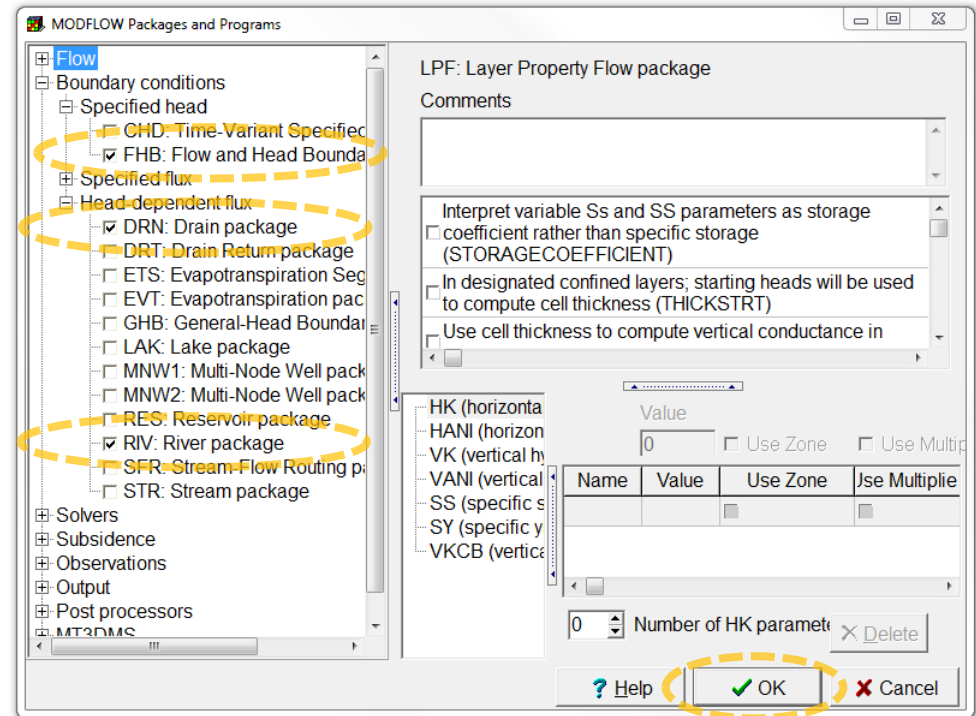 MODFLOW Packages and Programs
Flow
Boundary conditions
Specified head
CHD: Time-Variant Specified
FHB: Flow and Head Bounda
Specified flux
Head-dependent flux
DRN: Drain package
DRT: Drain Return package
ETS: Evapotranspiration Seg
EVT: Evapotranspiration pac
GHB: General-Head Boundar
LAK: Lake package
MNW1: Multi-Node Well pack
MNW2: Multi-Node Well pack
RES: Reservoir package
RIV: River package
SFR: Stream-Flow Routing pa
STR: Stream package
Solvers
Subsidence
Observations
Output
Post processors
MT3DMS
LPF: Layer Property Flow package
Comments
Interpret variable Ss and SS parameters as storage
coefficient rather than specific storage
(STORAGECOEFFICIENT)
In designated confined layers; starting heads will be used
to compute cell thickness (THICKSTRT)
Use cell thickness to compute vertical conductance in
HK (horizonta
HANI (horizon
VK (vertical hy
VANI (vertical
SS (specific s
SY (specific y
VKCB (vertica
Value
0 Use Zone Use Multip
Name Value Use Zone Use Multiplie
0 Number of HK paramete Delete
? Help OK Cancel